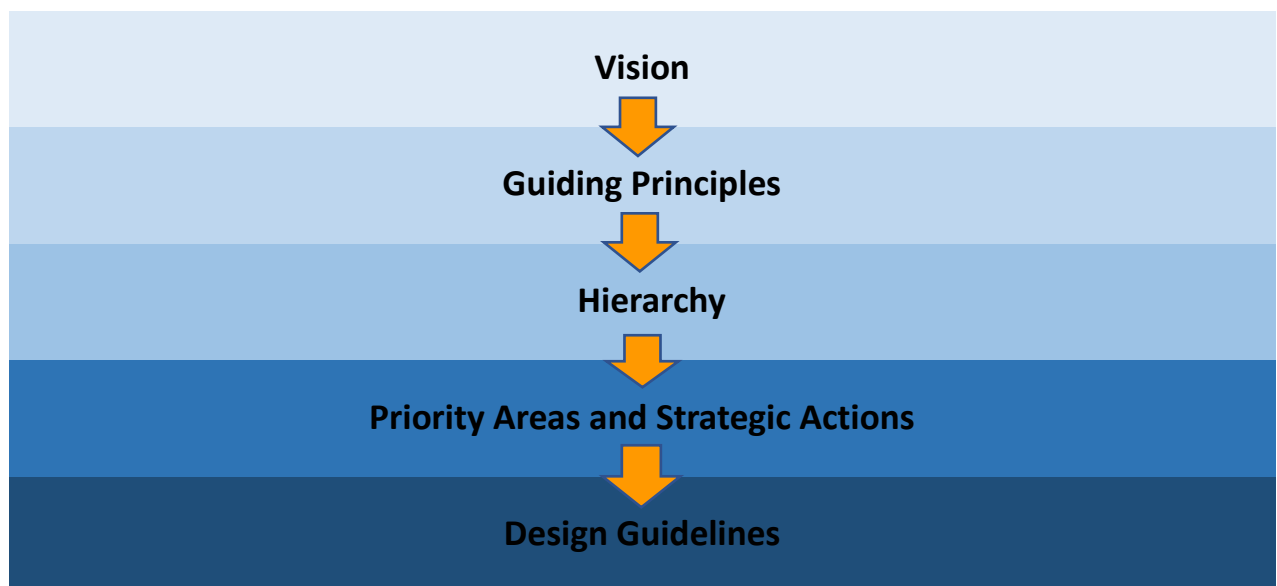 Vision
Guiding Principles
Hierarchy
Priority Areas and Strategic Actions
Design Guidelines